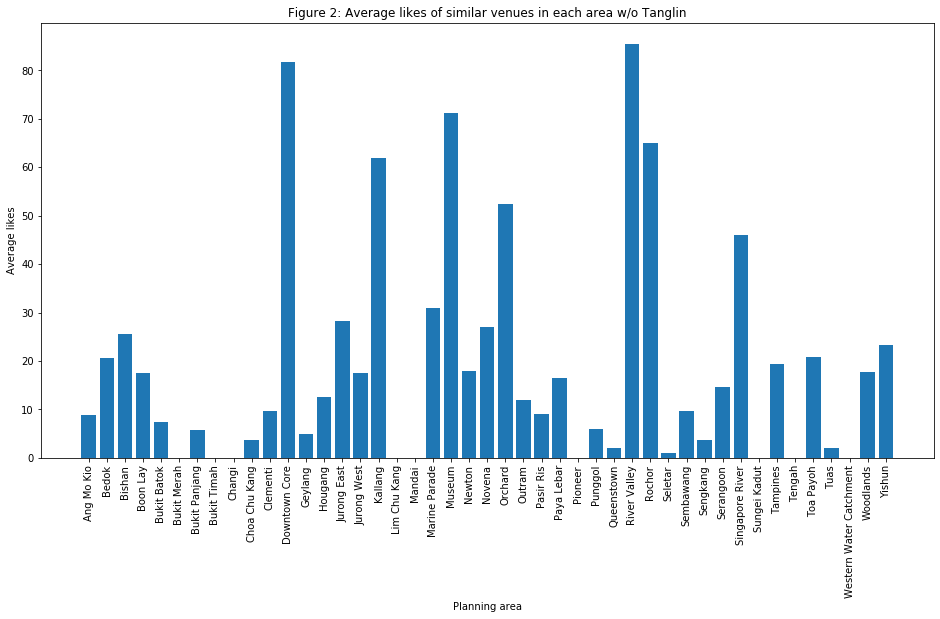 Figure 2: Average likes of similar venues in each area w/o Tanglin
Average likes
80
70
60
50
40
30
20
10
0
Ang Mo Kio
Bedok
Bishan
Boon Lay
Bukit Batok
Bukit Merah
Bukit Panjang
Bukit Timah
Changi
Choa Chu Kang
Clementi
Downtown Core
Geylang
Hougang
Jurong East
Jurong West
Kallang
Lim Chu Kang
Mandai
Marine Parade
Museum
Newton
Novena
Orchard
Outram
Pasir Ris
Paya Lebar
Pioneer
Punggol
Queenstown
River Valley
Rochor
Seletar
Sembawang
Sengkang
Serangoon
Singapore River
Sungei Kadut
Tampines
Tengah
Toa Payoh
Tuas
Western Water Catchment
Woodlands
Yishun
Planning area